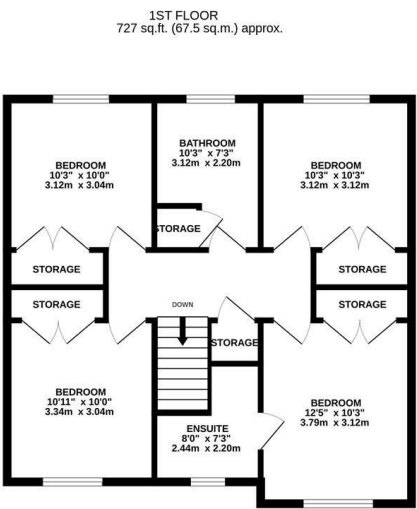 1ST FLOOR
727 sq.ft. (67.5 sq.m.) approx.
BEDROOM
10'3" x 10'0"
3.12m x 3.04m
BATHROOM
10'3" x 7'3"
3.12m x 2.20m
BEDROOM
10'3" x 10'3"
3.12m x 3.12m
STORAGE
STORAGE
STORAGE
STORAGE
DOWN
STORAGE
STORAGE
BEDROOM
10'11" x 10'0"
3.34m x 3.04m
ENSUITE
8'0" x 7'3"
2.44m x 2.20m
BEDROOM
12'5" x 10'3"
3.79m x 3.12m